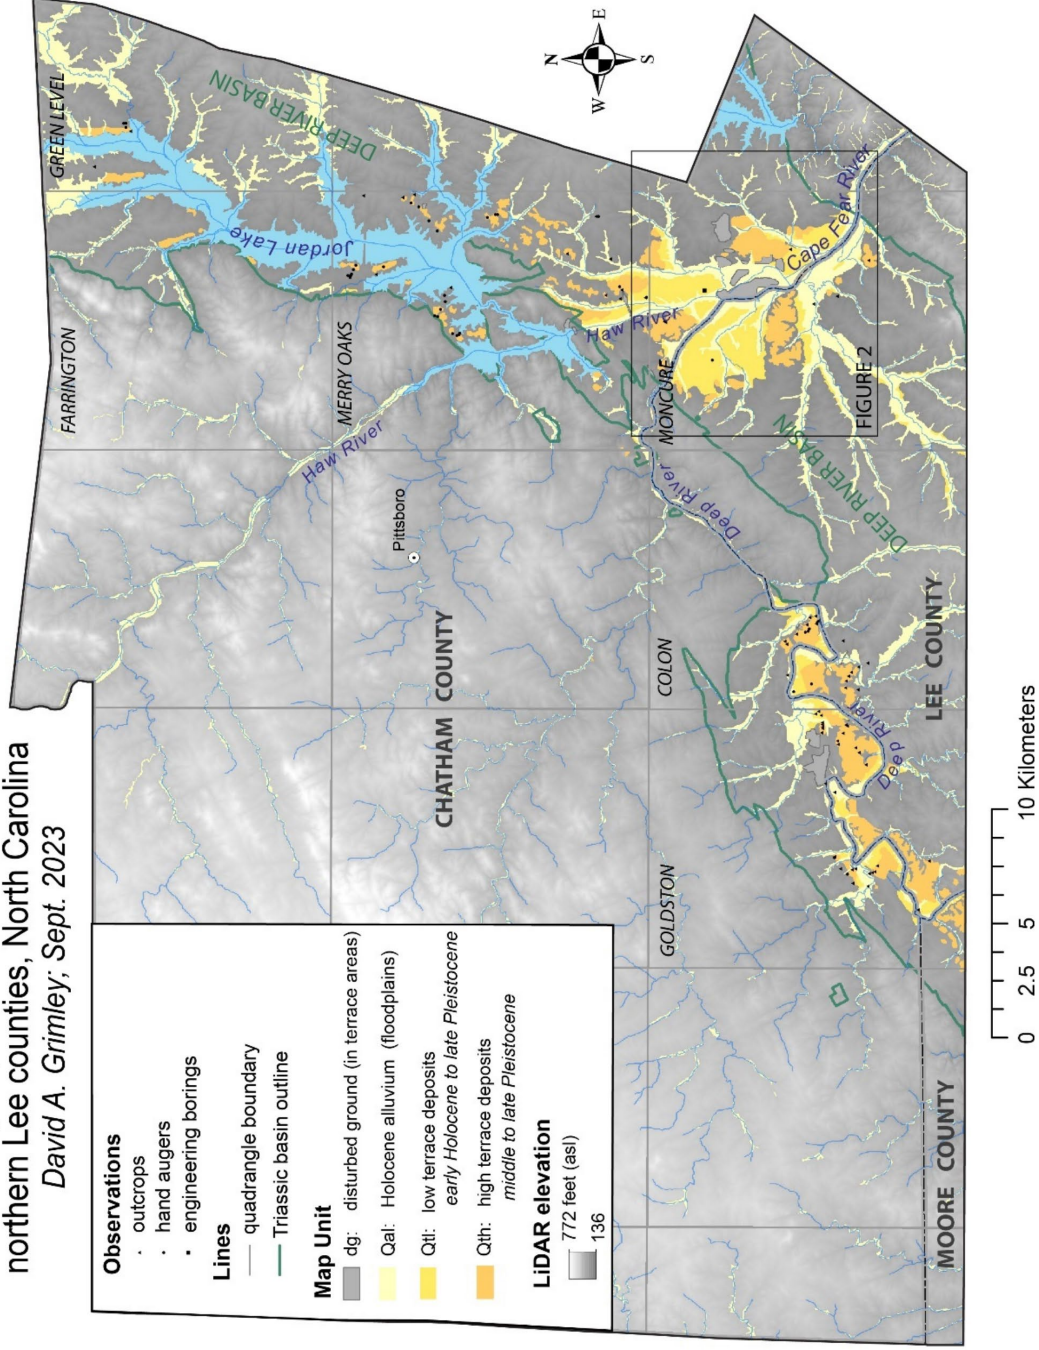 northern Lee counties, North Carolina
David A. Grimley; Sept. 2023
Observations
outcrops
hand augers
engineering borings
Lines
quadrangle boundary
Triassic basin outline
Map Unit
dg: disturbed ground (in terrace areas)
Qal: Holocene alluvium (floodplains)
Qtl: low terrace deposits
early Holocene to late Pleistocene
Qth: high terrace deposits
middle to late Pleistocene
LiDAR elevation
772 feet (asl)
136
FARRINGTON
GREEN LEVEL
DEEP RIVER BASIN
Jordan Lake
MERRY OAKS
Haw River
Pittsboro
CHATHAM COUNTY
Haw River
MONCURE
Cape Fear River
FIGURE 2
Deep River
DEEP RIVER BASIN
COLON
GOLDSTON
LEE COUNTY
Deep River
MOORE COUNTY
N
E
S
W
0 2.5 5 10 Kilometers